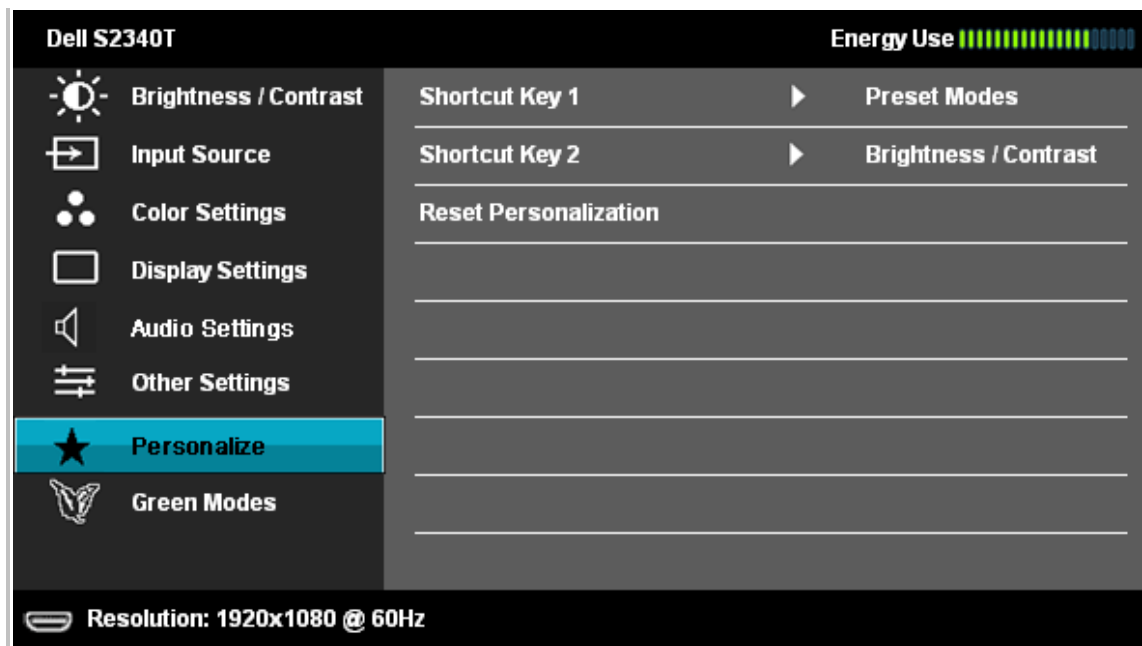 Dell S2340T Energy Use
Brightness / Contrast
Input Source
Color Settings
Display Settings
Audio Settings
Other Settings
Personalize
Green Modes
Shortcut Key 1 Preset Modes
Shortcut Key 2 Brightness / Contrast
Reset Personalization
Resolution: 1920x1080 @ 60Hz